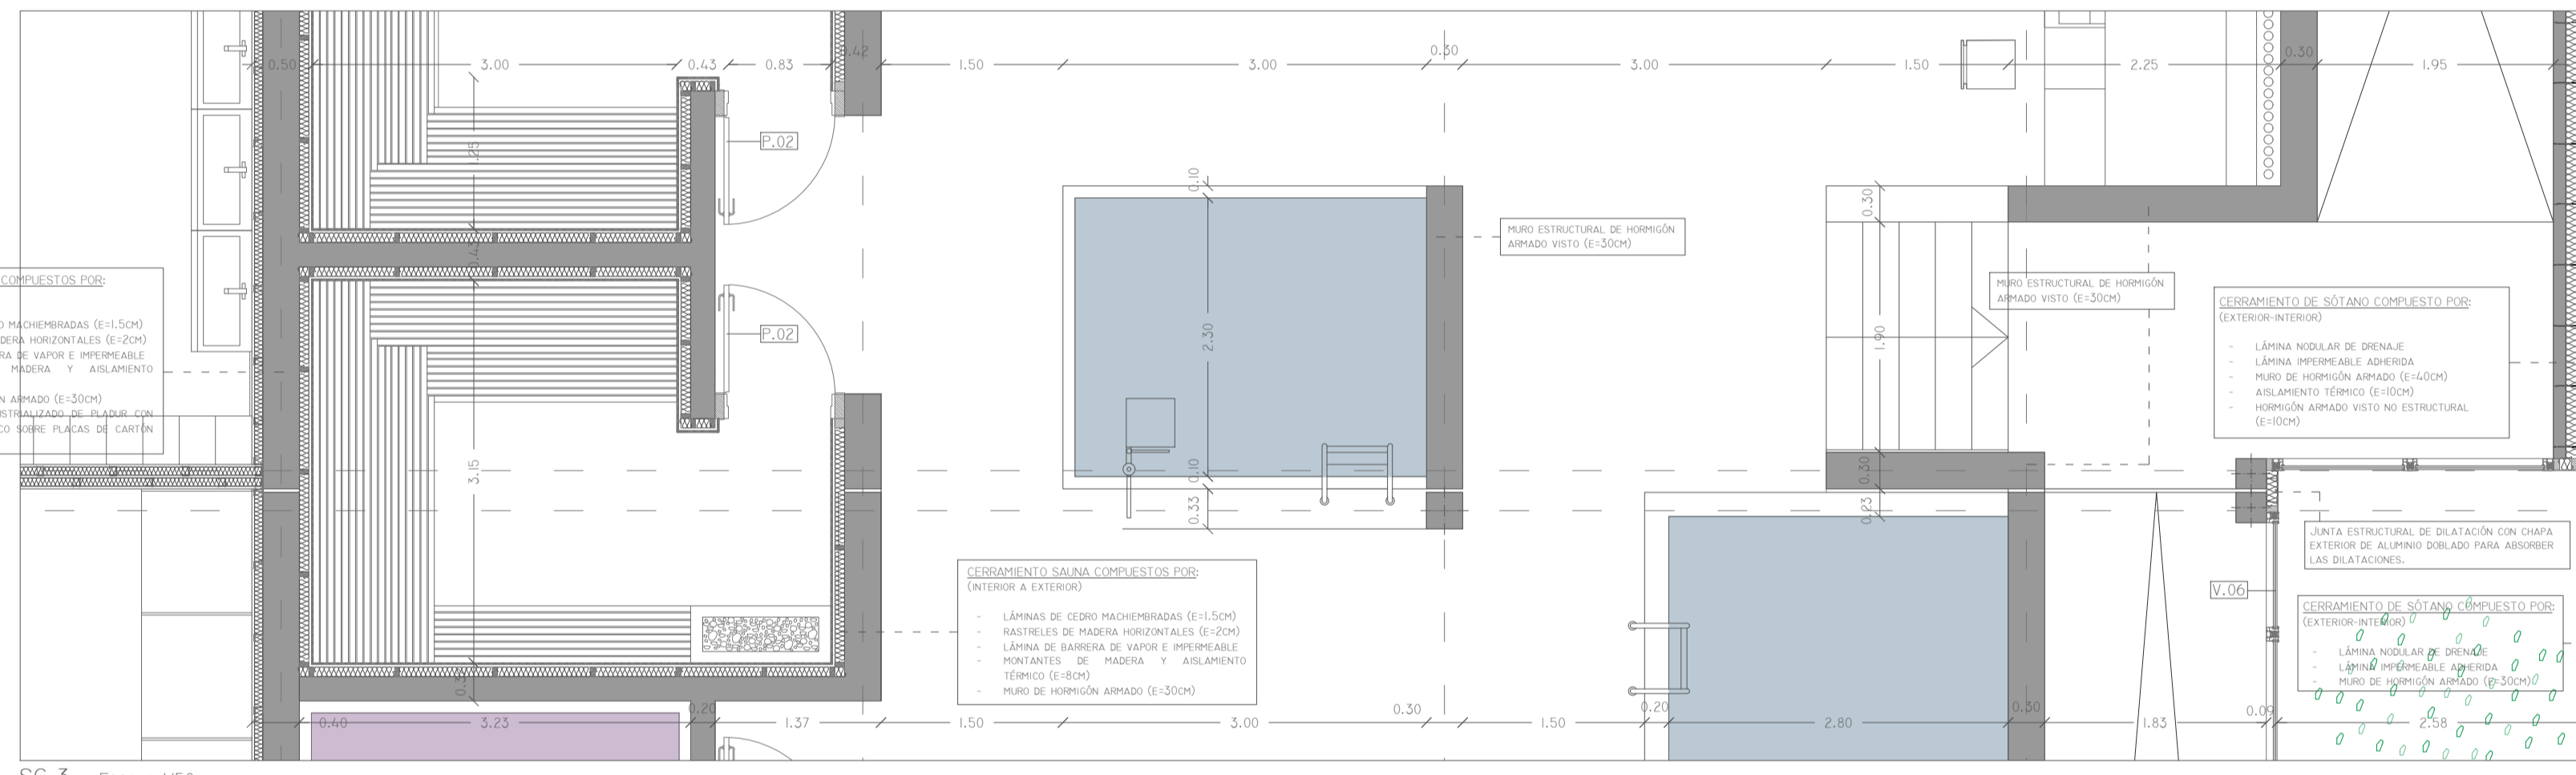 0.50
3.00
0.43
0.83
0.42
1.50
3.00
0.30
3.00
1.50
2.25
0.30
1.95
P.02
1.25
0.10
0.30
MURO ESTRUCTURAL DE HORMIGÓN
ARMADO VISTO (E=30CM)
0.43
COMPUESTOS POR:
MACHIEMBRADAS (E=1.5CM)
HORIZONTALES (E=2CM)
DE VAPOR E IMPERMEABLE
MADERA Y AISLAMIENTO
ARMADO (E=30CM)
DE PLADUR CON
SOBRE PLACAS DE CARTÓN
P.02
2.30
1.90
MURO ESTRUCTURAL DE HORMIGÓN
ARMADO VISTO (E=30CM)
CERRAMIENTO DE SÓTANO COMPUESTO POR:
(EXTERIOR-INTERIOR)
- LÁMINA NODULAR DE DRENAJE
- LÁMINA IMPERMEABLE ADHERIDA
- MURO DE HORMIGÓN ARMADO (E=40CM)
- AISLAMIENTO TÉRMICO (E=10CM)
- HORMIGÓN ARMADO VISTO NO ESTRUCTURAL
(E=10CM)
3.15
0.10
0.33
0.30
0.23
JUNTA ESTRUCTURAL DE DILATACIÓN CON CHAPA
EXTERIOR DE ALUMINIO DOBLADO PARA ABSORBER
LAS DILATACIONES.
CERRAMIENTO SAUNA COMPUESTOS POR:
(INTERIOR A EXTERIOR)
- LÁMINAS DE CEDRO MACHIEMBRADAS (E=1.5CM)
- RASTRELES DE MADERA HORIZONTALES (E=2CM)
- LÁMINA DE BARRERA DE VAPOR E IMPERMEABLE
- MONTANTES DE MADERA Y AISLAMIENTO
TÉRMICO (E=8CM)
- MURO DE HORMIGÓN ARMADO (E=30CM)
V.06
CERRAMIENTO DE SÓTANO COMPUESTO POR:
(EXTERIOR-INTERIOR)
- LÁMINA NODULAR DE DRENAJE
- LÁMINA IMPERMEABLE ADHERIDA
- MURO DE HORMIGÓN ARMADO (E=30CM)
0.40
3.23
0.20
1.37
1.50
3.00
0.30
1.50
0.20
2.80
0.30
1.83
0.09
2.58